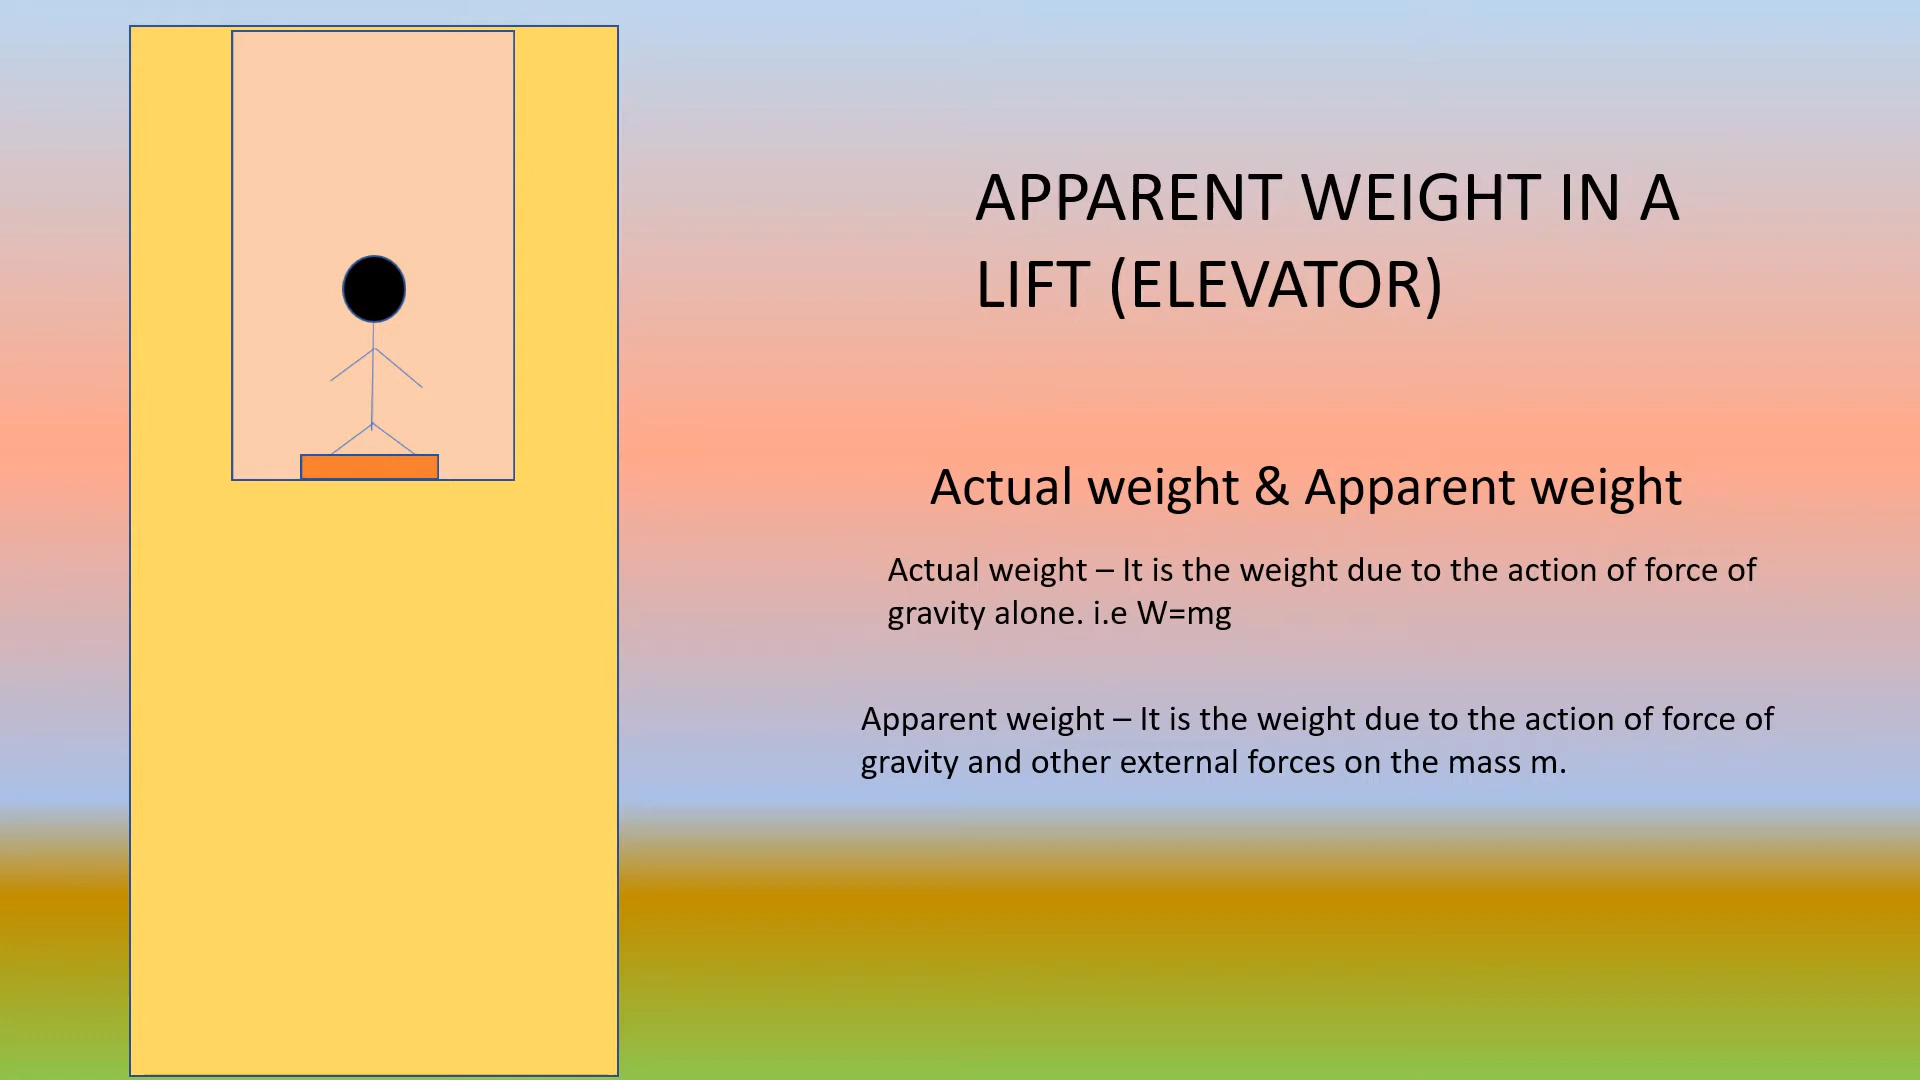 APPARENT WEIGHT IN A
LIFT (ELEVATOR)
Actual weight & Apparent weight
Actual weight – It is the weight due to the action of force of
gravity alone. i.e W=mg
Apparent weight – It is the weight due to the action of force of
gravity and other external forces on the mass m.